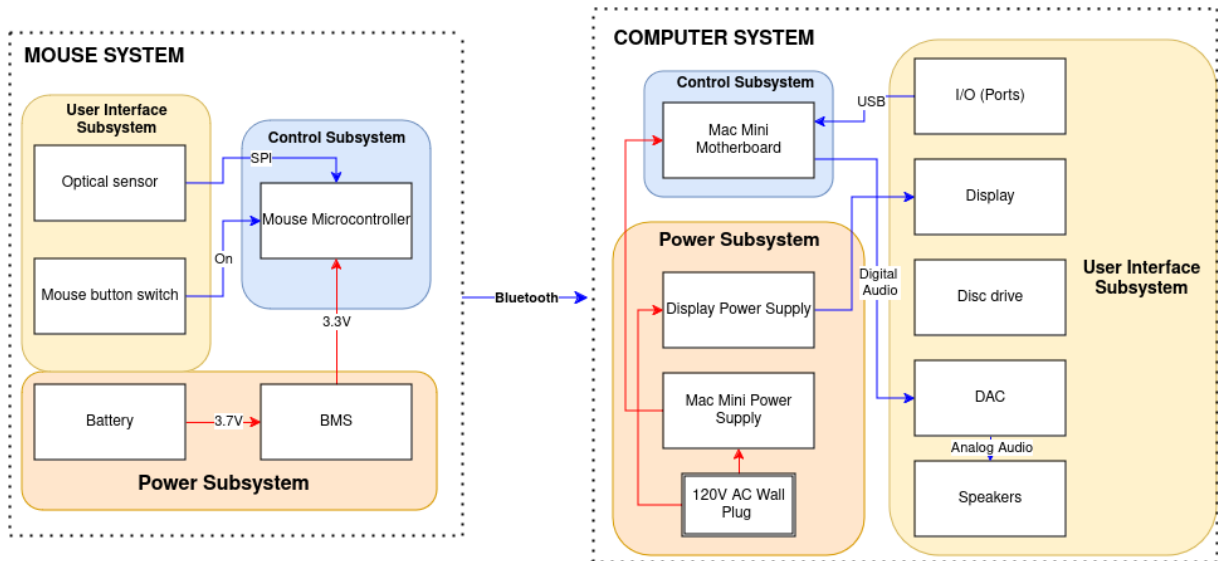 MOUSE SYSTEM
User Interface
Subsystem
Optical sensor
Mouse button switch
SPI
On
Control Subsystem
Mouse Microcontroller
3.3V
Battery
3.7V
BMS
Power Subsystem
Bluetooth
COMPUTER SYSTEM
Control Subsystem
Mac Mini
Motherboard
USB
Power Subsystem
Display Power Supply
Mac Mini Power
Supply
120V AC Wall
Plug
Digital
Audio
I/O (Ports)
Display
Disc drive
DAC
Analog Audio
Speakers
User Interface
Subsystem